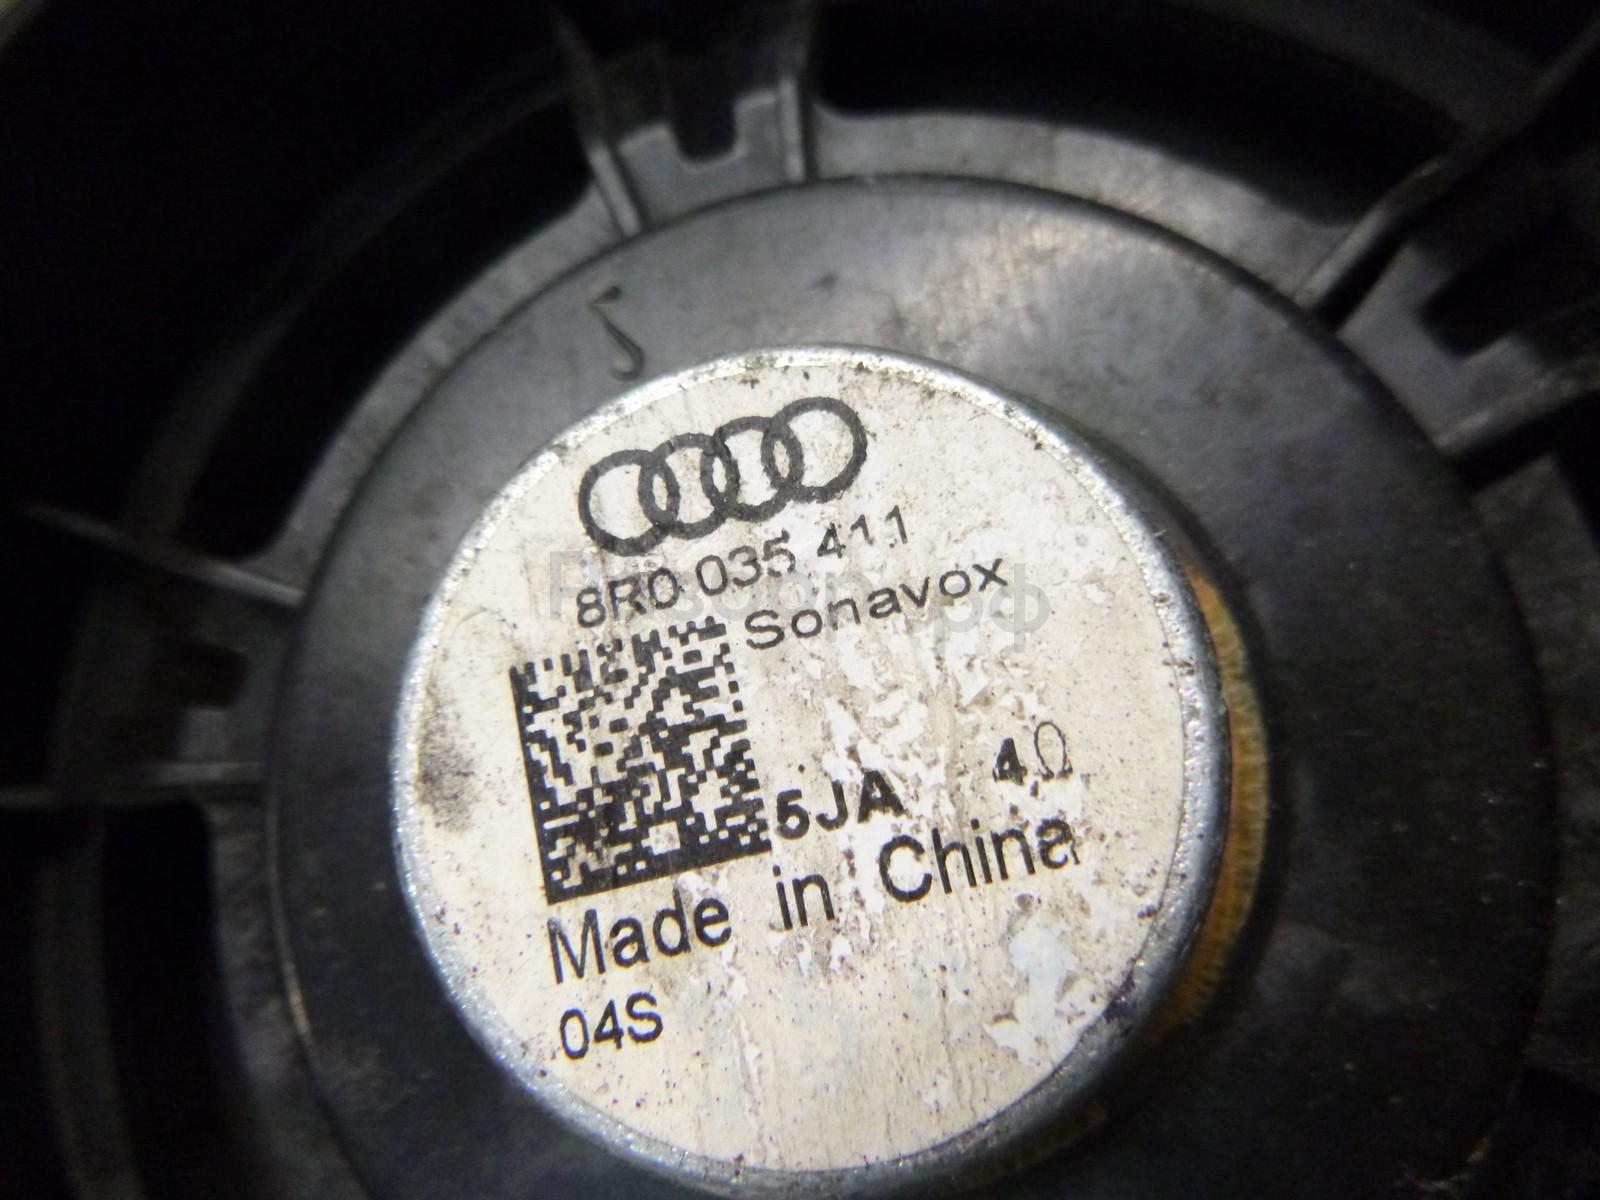 8R0 035 411
Sonavox
5JA 4Ω
Made in China
04S